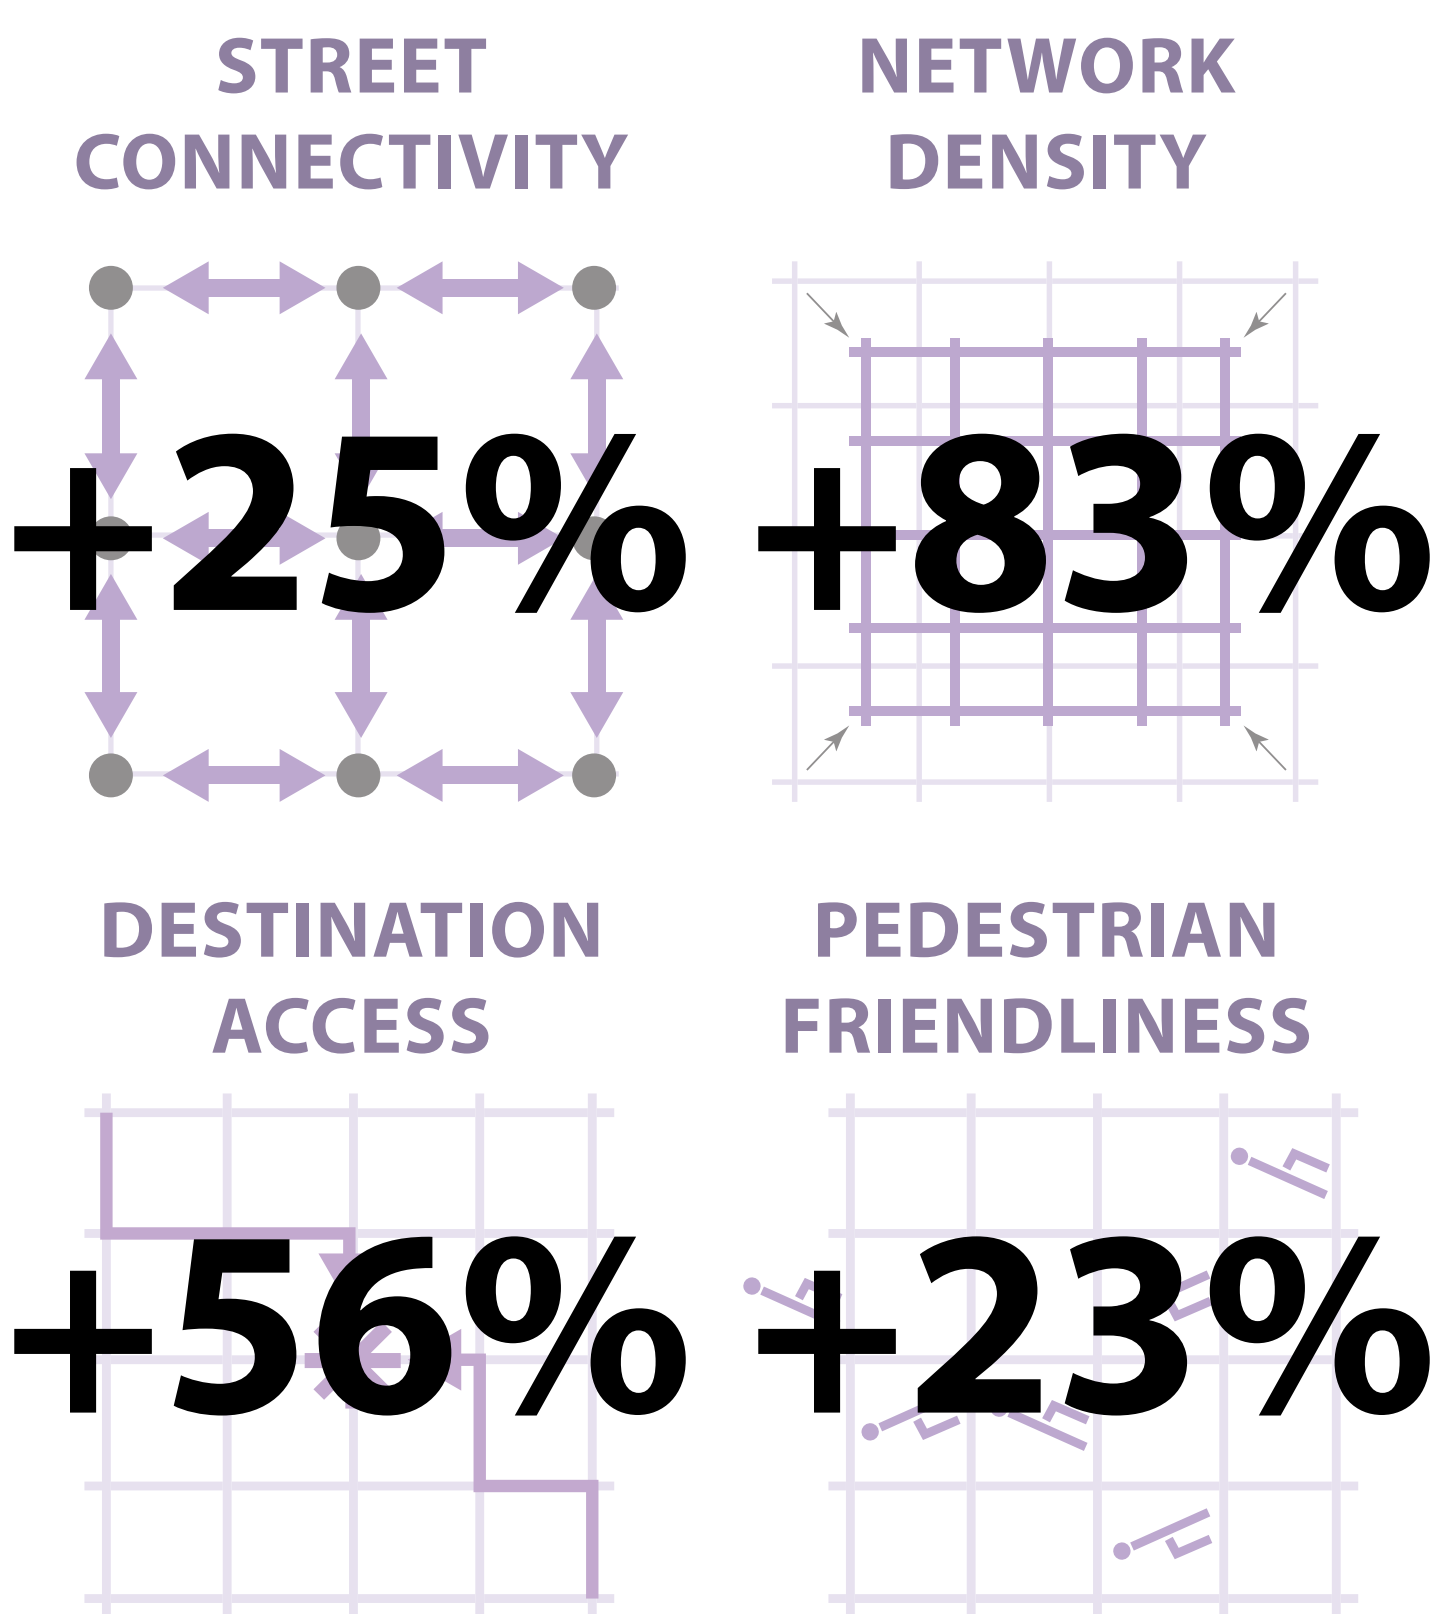 STREET
CONNECTIVITY
+25%
NETWORK
DENSITY
+83%
DESTINATION
ACCESS
+56%
PEDESTRIAN
FRIENDLINESS
+23%